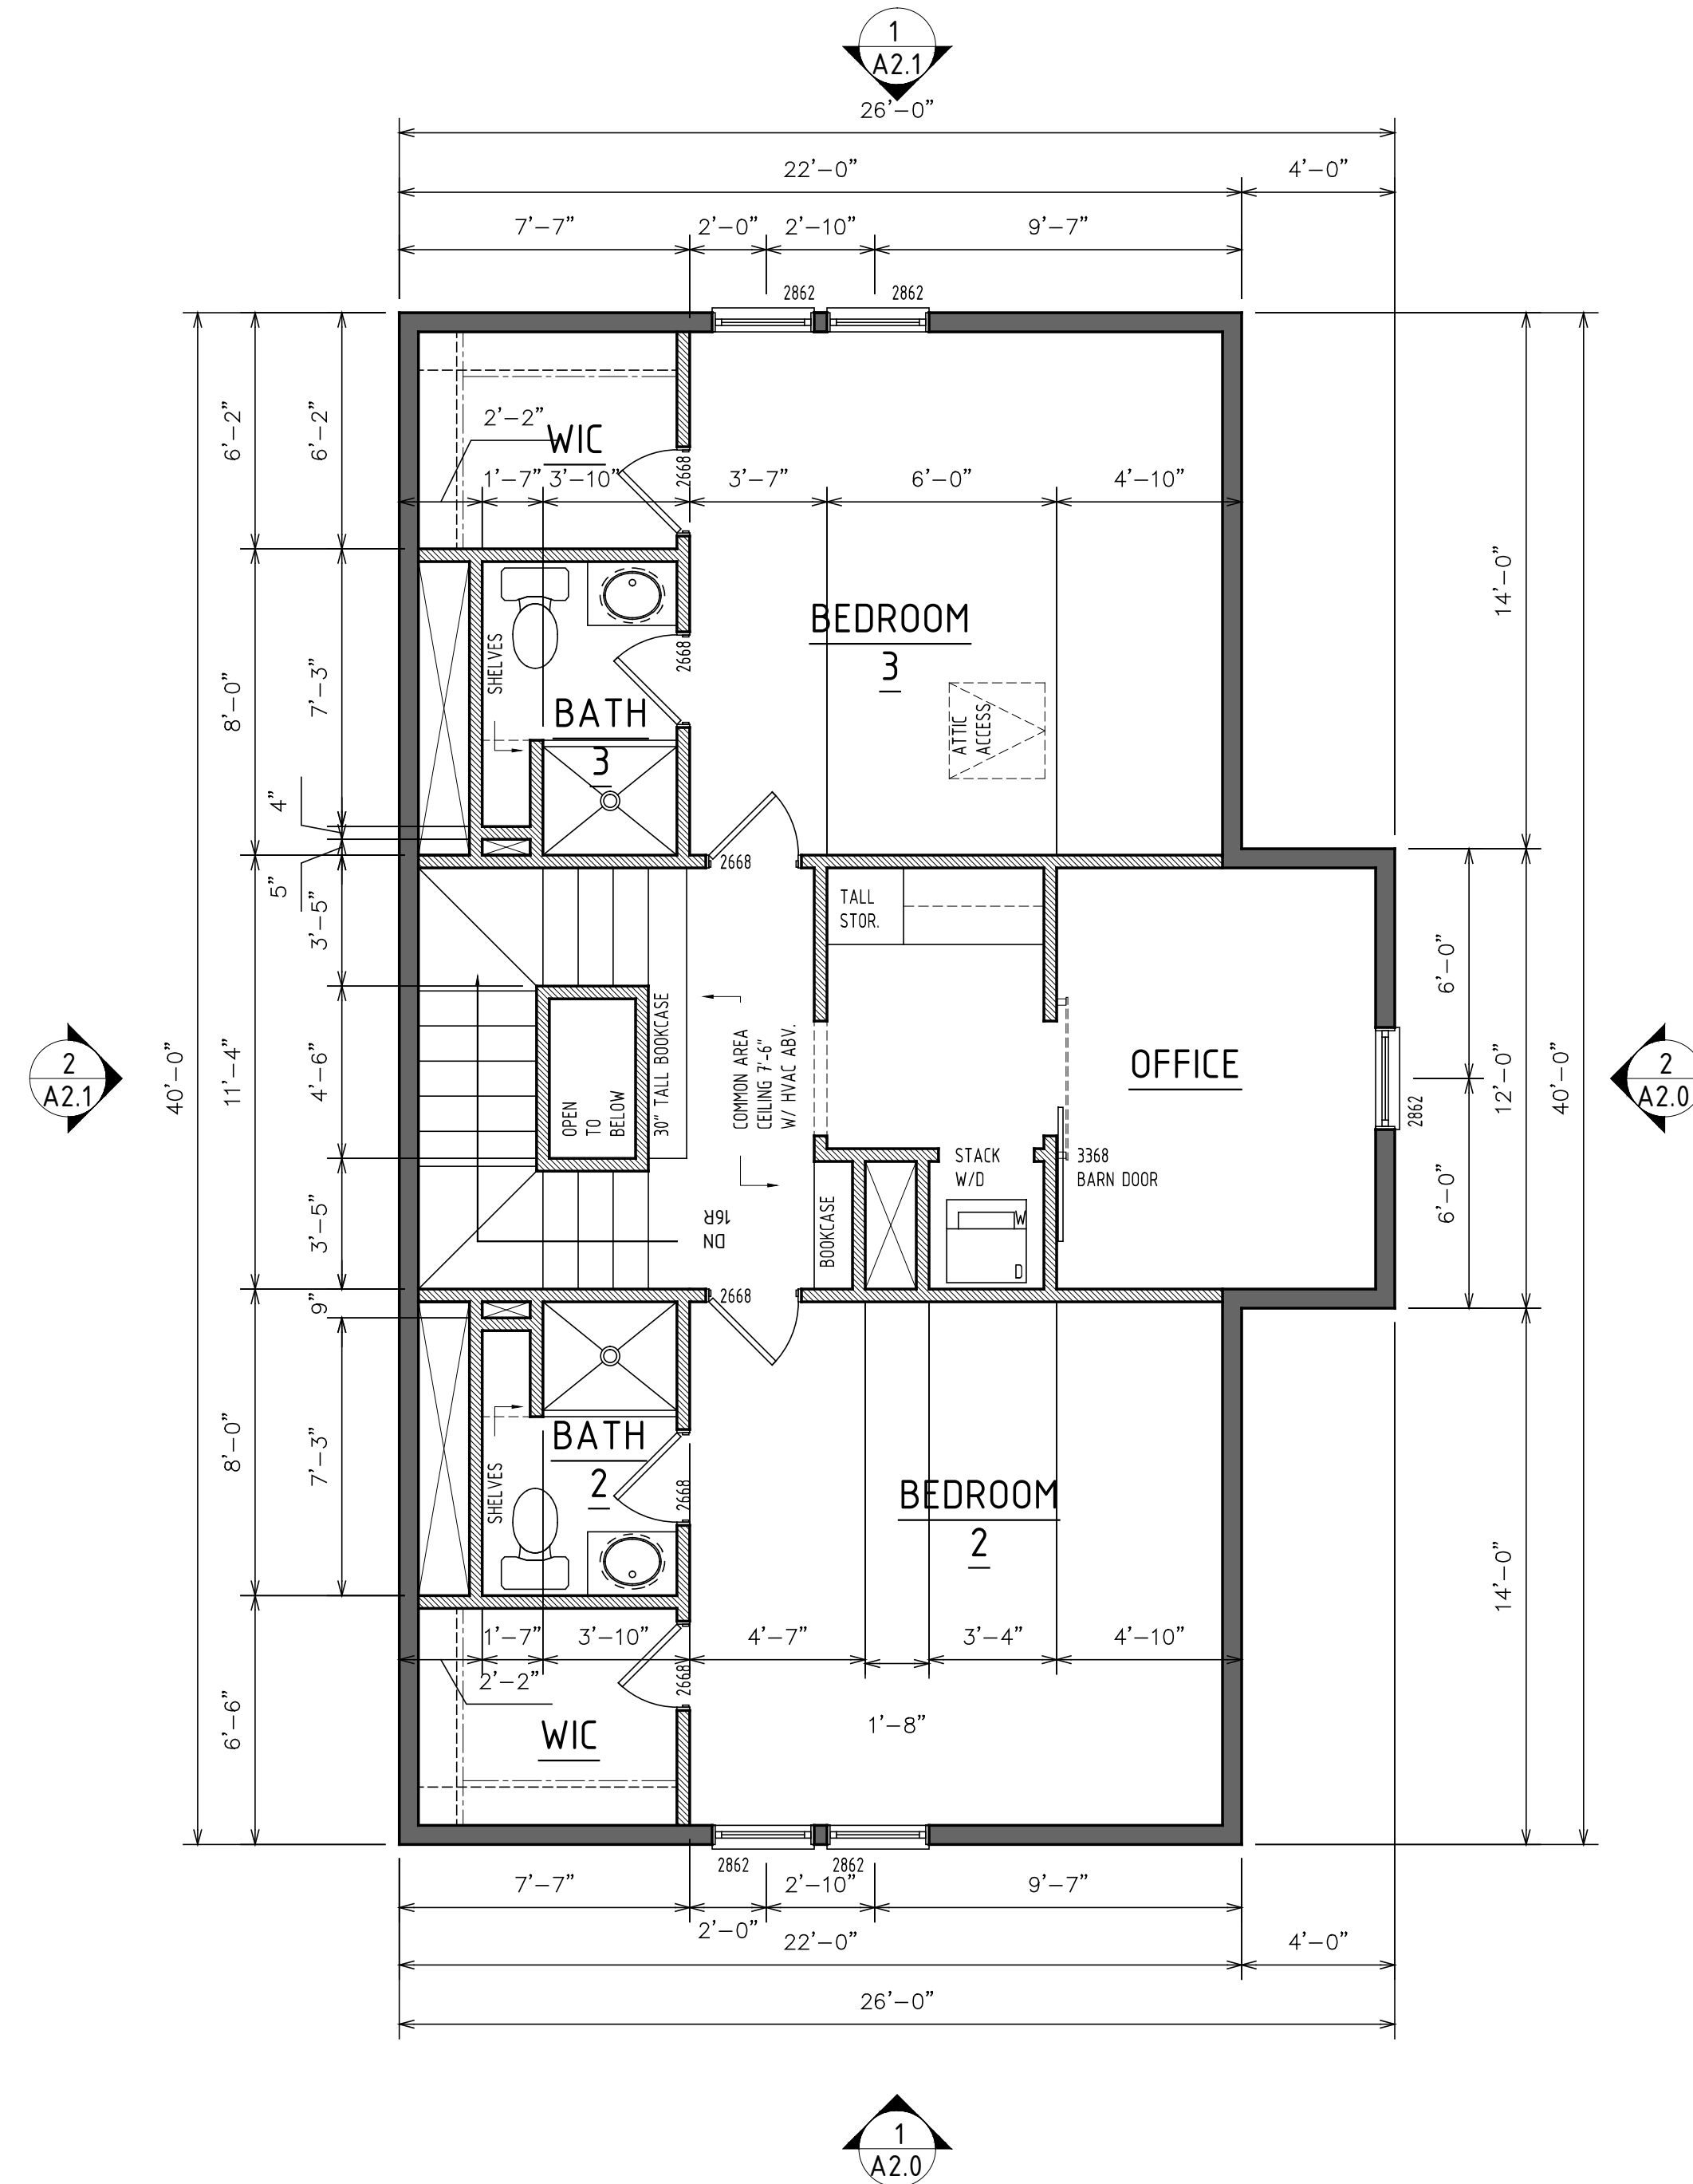 1
A2.1
26'-0"
22'-0"
4'-0"
7'-7"
2'-0"
2'-10"
9'-7"
2862
2862
6'-2"
6'-2"
2'-2"
WIC
2668
1'-7"
3'-10"
3'-7"
6'-0"
4'-10"
14'-0"
BEDROOM
3
2668
SHELVES
BATH
3
8'-0"
7'-3"
ATTIC
ACCESS
4"
5"
2668
3'-5"
TALL
STOR.
6'-0"
2
A2.1
40'-0"
11'-4"
4'-6"
OPEN
TO
BELOW
30" TALL BOOKCASE
COMMON AREA
CEILING 7'-6"
W/ HVAC ABV.
OFFICE
2862
12'-0"
40'-0"
2
A2.0
STACK
W/D
3368
BARN DOOR
3'-5"
DN
16R
BOOKCASE
W
D
6'-0"
9"
2668
8'-0"
7'-3"
BATH
2
SHELVES
2668
BEDROOM
2
14'-0"
1'-7"
3'-10"
4'-7"
3'-4"
4'-10"
2'-2"
2668
1'-8"
WIC
6'-6"
2862
2862
7'-7"
2'-10"
9'-7"
2'-0"
22'-0"
4'-0"
26'-0"
1
A2.0